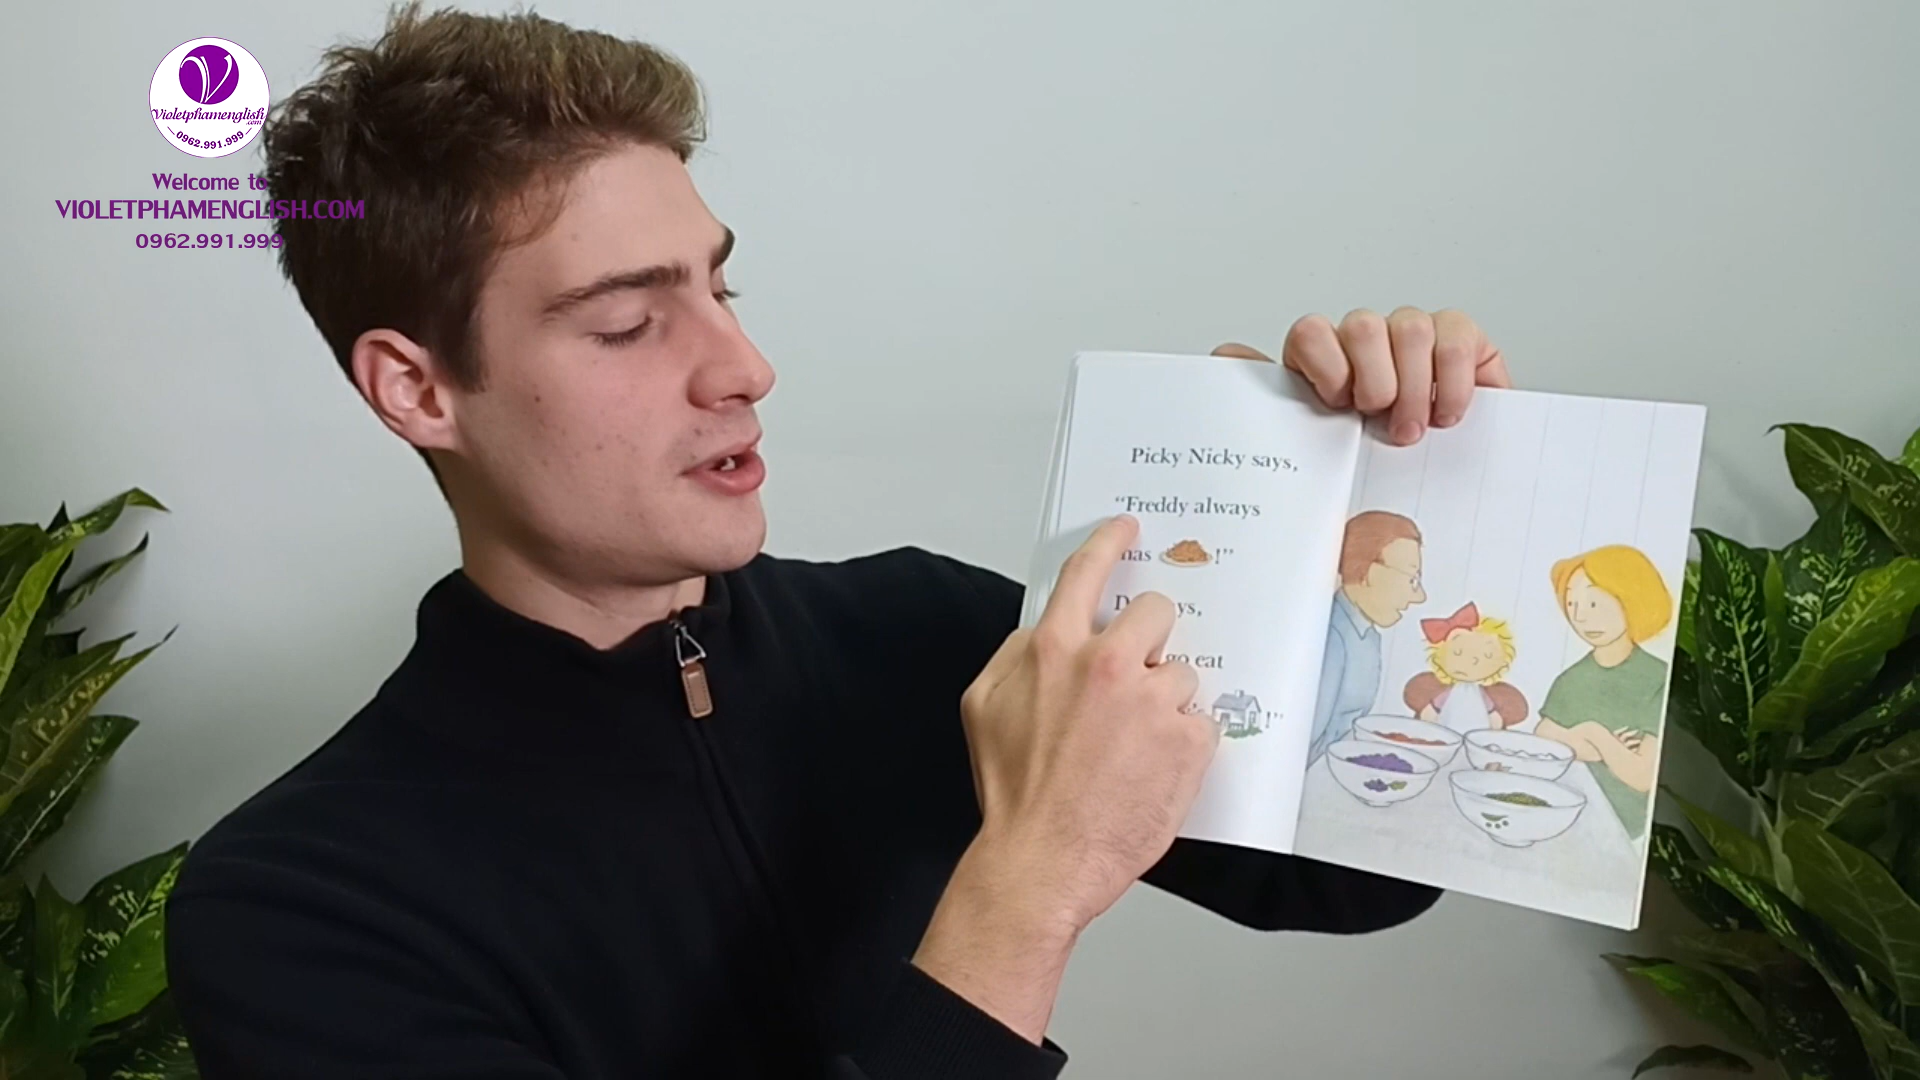 Violetphamenglish
.com
0962.991.999
Welcome to
VIOLETPHAMENGLISH.COM
0962.991.999
Picky Nicky says,
“Freddy always
has !”
go eat
!”